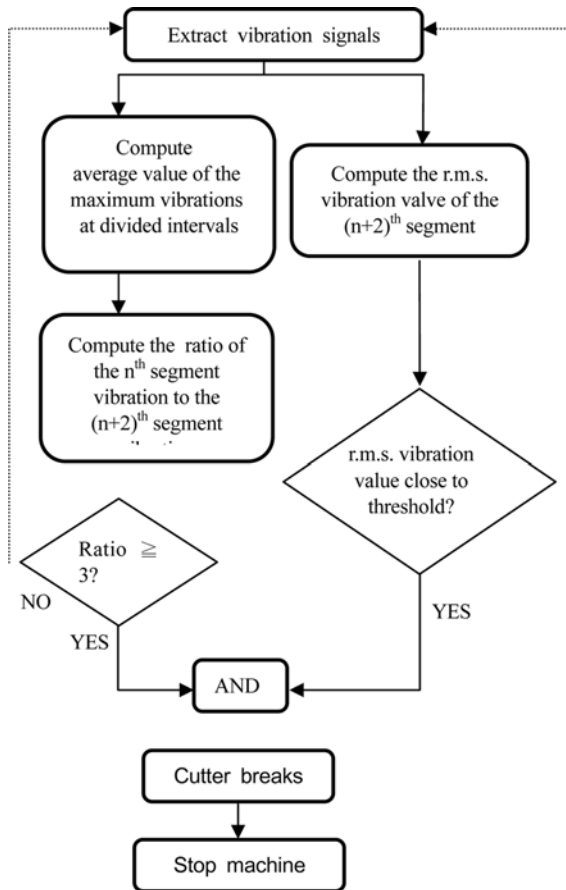 Extract vibration signals
Compute
average value of the
maximum vibrations
at divided intervals
Compute the r.m.s.
vibration valve of the
(n+2)th segment
Compute the ratio of
the nth segment
vibration to the
(n+2)th segment
r.m.s. vibration
value close to
threshold?
Ratio ≧
3?
NO
YES
YES
AND
Cutter breaks
Stop machine